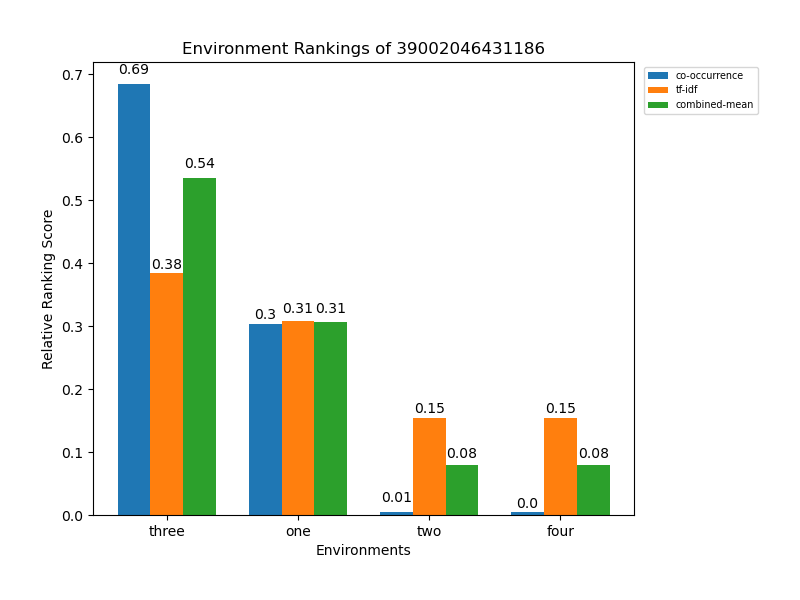 Environment Rankings of 39002046431186
co-occurrence
tf-idf
combined-mean
Relative Ranking Score
0.7
0.6
0.5
0.4
0.3
0.2
0.1
0.0
0.69
0.38
0.54
0.3
0.31
0.31
0.01
0.15
0.08
0.0
0.15
0.08
three one two four
Environments